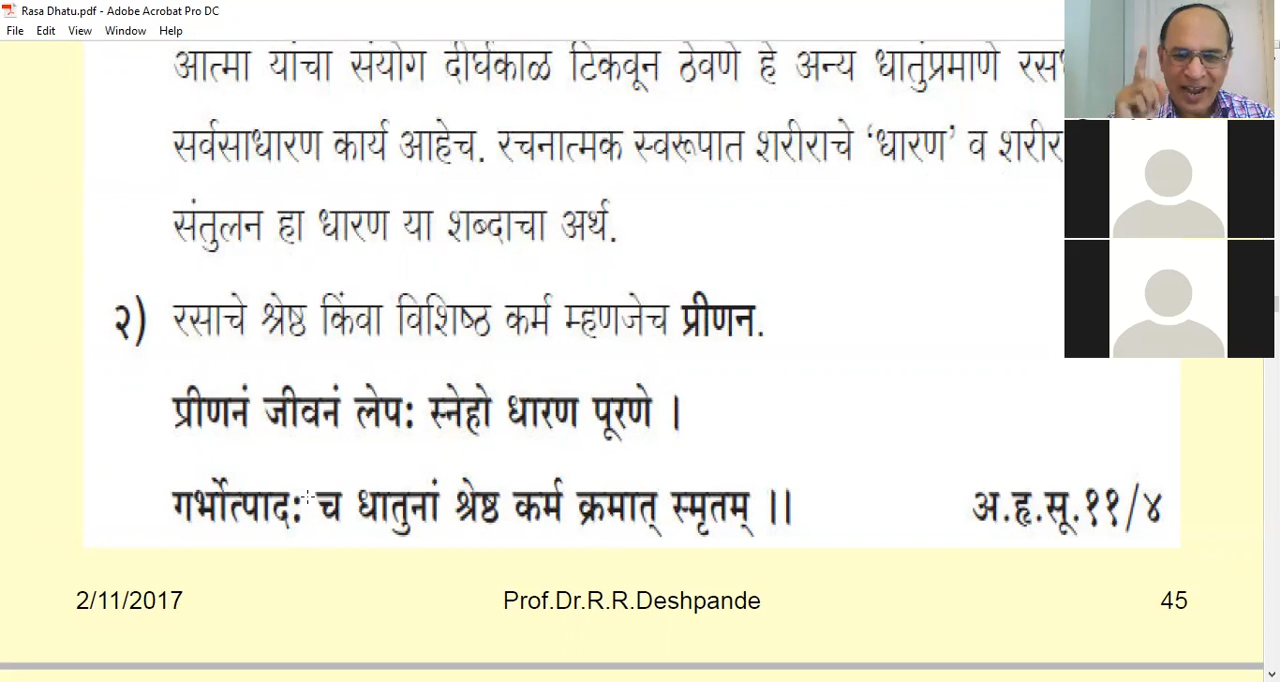 Rasa Dhatu.pdf - Adobe Acrobat Pro DC
File Edit View Window Help
आत्मा यांचा संयोग दीर्घकाळ टिकवून ठेवणे हे अन्य धातुंप्रमाणे
सर्वसाधारण कार्य आहेच. रचनात्मक स्वरूपात शरीराचे ‘धारण’ व शरीर
संतुलन हा धारण या शब्दाचा अर्थ.
२) रसाचे श्रेष्ठ किंवा विशिष्ठ कर्म म्हणजेच प्रीणन.
प्रीणनं जीवनं लेप: स्नेहो धारण पूरणे ।
गर्भोत्पाद: च धातुनां श्रेष्ठ कर्म क्रमात् स्मृतम् ।। अ.हृ.सू.११/४
2/11/2017 Prof.Dr.R.R.Deshpande 45